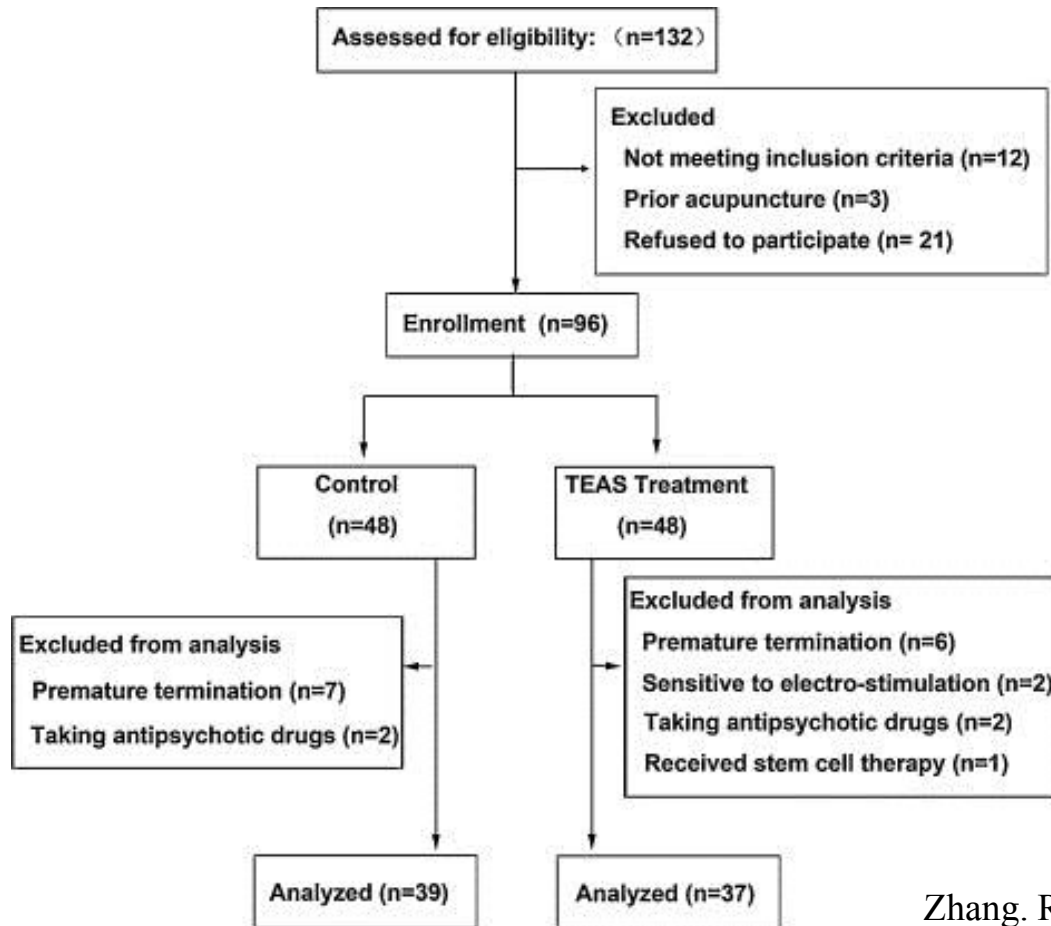 Assessed for eligibility: （n=132）
Excluded
Not meeting inclusion criteria (n=12)
Prior acupuncture (n=3)
Refused to participate (n= 21)
Enrollment (n=96)
Control
(n=48)
TEAS Treatment
(n=48)
Excluded from analysis
Premature termination (n=7)
Taking antipsychotic drugs (n=2)
Excluded from analysis
Premature termination (n=6)
Sensitive to electro-stimulation (n=2)
Taking antipsychotic drugs (n=2)
Received stem cell therapy (n=1)
Analyzed (n=39)
Analyzed (n=37)
Zhang. R